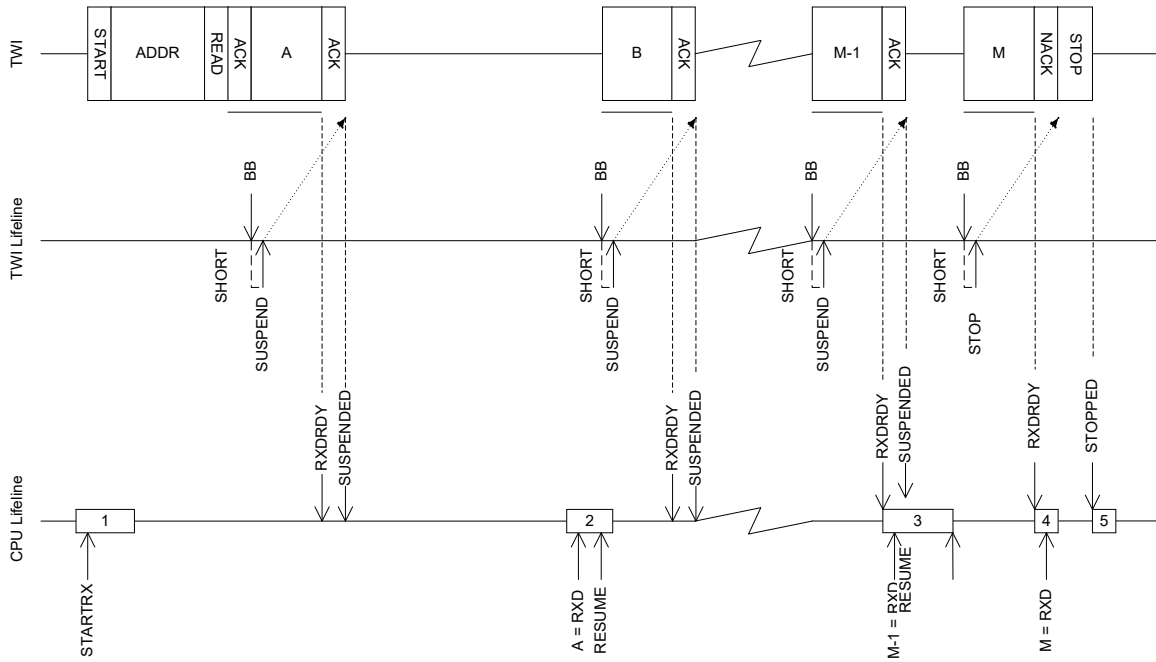 TWI
START
ADDR
READ
ACK
A
ACK
B
ACK
M-1
ACK
M
NACK
STOP
TWI Lifeline
BB
SHORT
SUSPEND
BB
SHORT
SUSPEND
BB
SHORT
SUSPEND
BB
SHORT
STOP
RXDRDY
SUSPENDED
RXDRDY
SUSPENDED
RXDRDY
SUSPENDED
RXDRDY
STOPPED
CPU Lifeline
1
2
3
4
5
STARTRX
A = RXD
RESUME
M-1 = RXD
RESUME
M = RXD